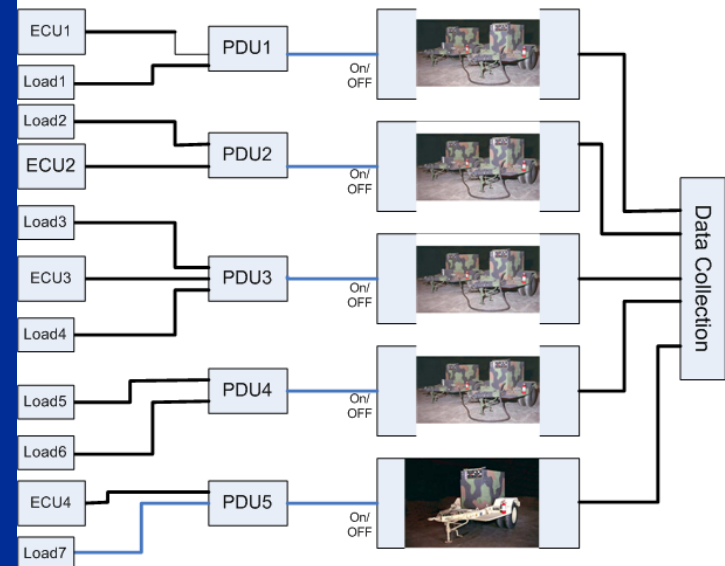 ECU1
PDU1
Load1
On/
OFF
Load2
PDU2
ECU2
On/
OFF
Load3
ECU3
PDU3
On/
OFF
Load4
Data Collection
PDU4
Load5
On/
OFF
Load6
ECU4
PDU5
On/
OFF
Load7